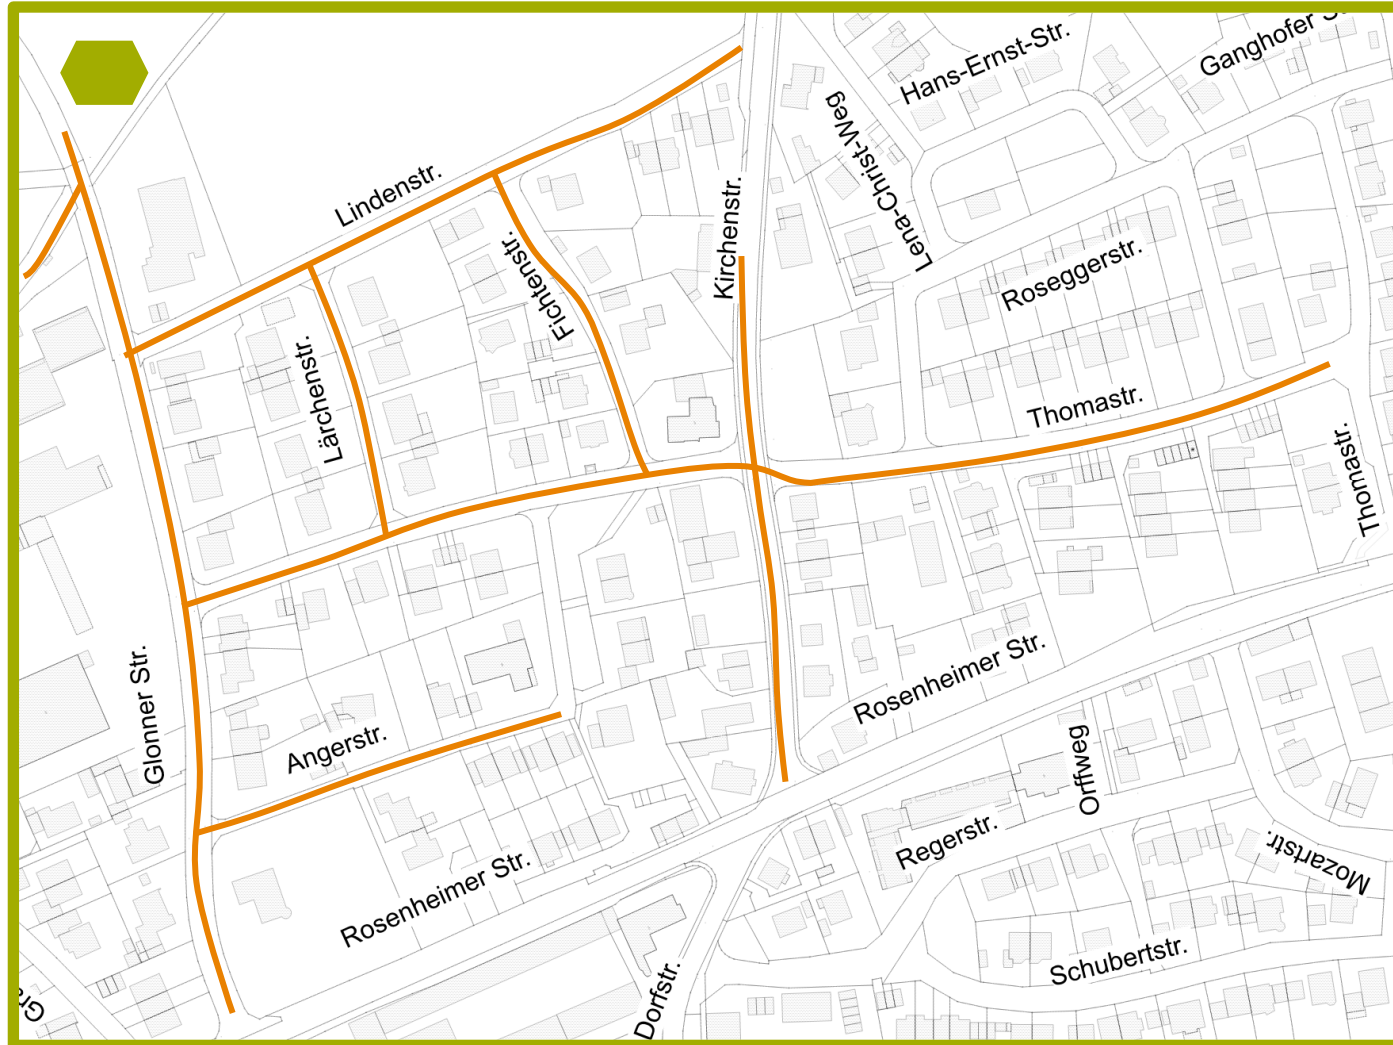 Hans-Ernst-Str.
Ganghofer
Lena-Christ-Weg
Lindenstr.
Kirchenstr.
Fichtenstr.
Roseggerstr.
Lärchenstr.
Thomastr.
Thomastr.
Glonner Str.
Angerstr.
Rosenheimer Str.
Orffweg
Regerstr.
Mozartstr.
Rosenheimer Str.
Schubertstr.
Dorfstr.